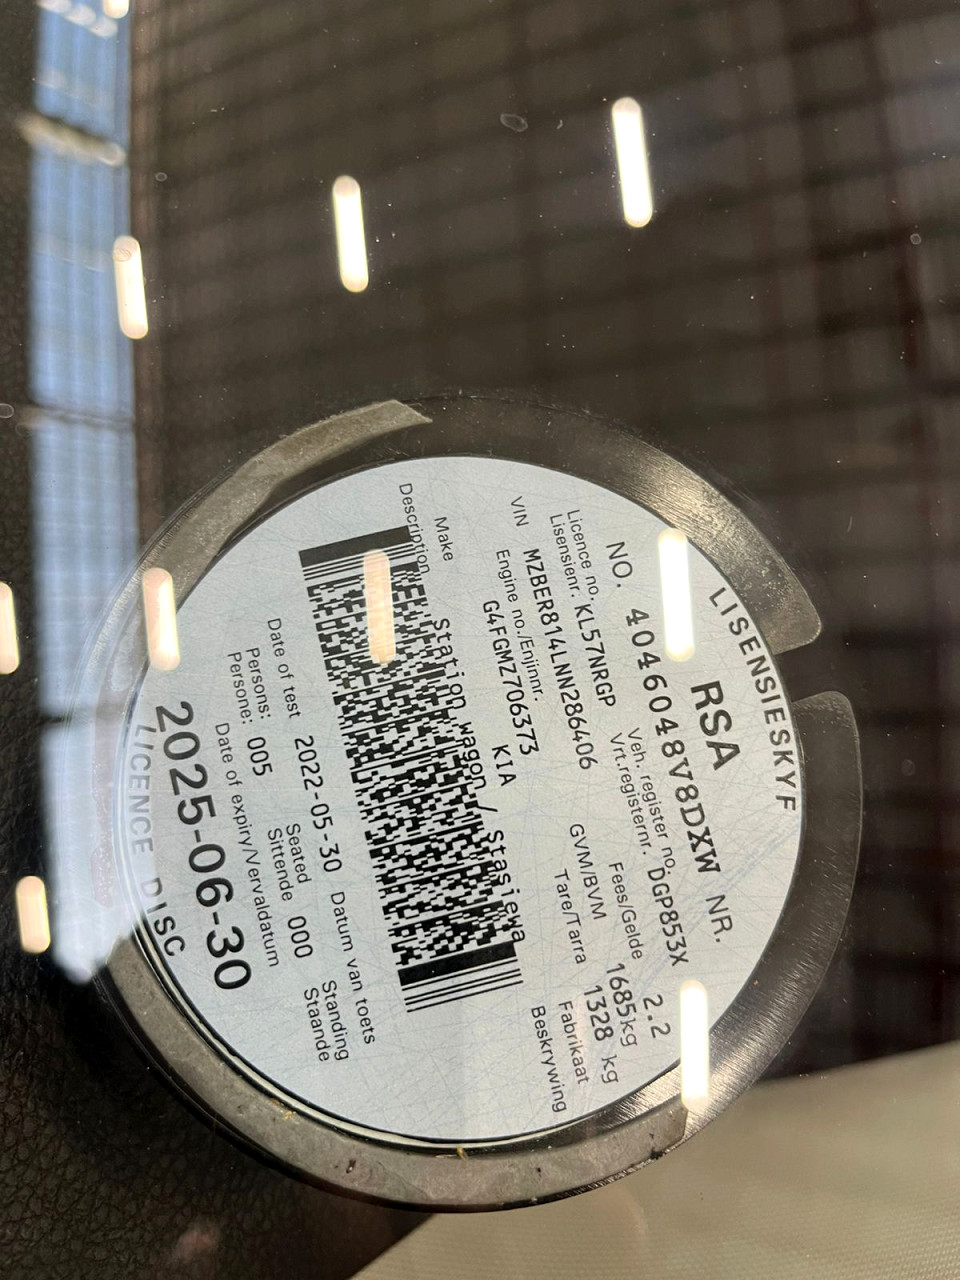 LISENSIESKYF
RSA
NO. 4046048V8DXW NR.
Licence no. Veh. register no. Fees/Gelde 2.2
Lisensienr. KL57NRGP Vrt.registernr. DGP853X
VIN MZBER814LNN286406 GVM/BVM 1685kg
Engine no./Enjinnr. Tare/Tarra 1328 kg
G4FGMZ706373
Make KIA Fabrikaat
Description Station wagon / Stasiewa Beskrywing
Date of test 2022-05-30 Datum van toets
Persons: Seated Standing
Persone: 005 Sittende 000 Staande
Date of expiry/Vervaldatum
2025-06-30
LICENCE DISC